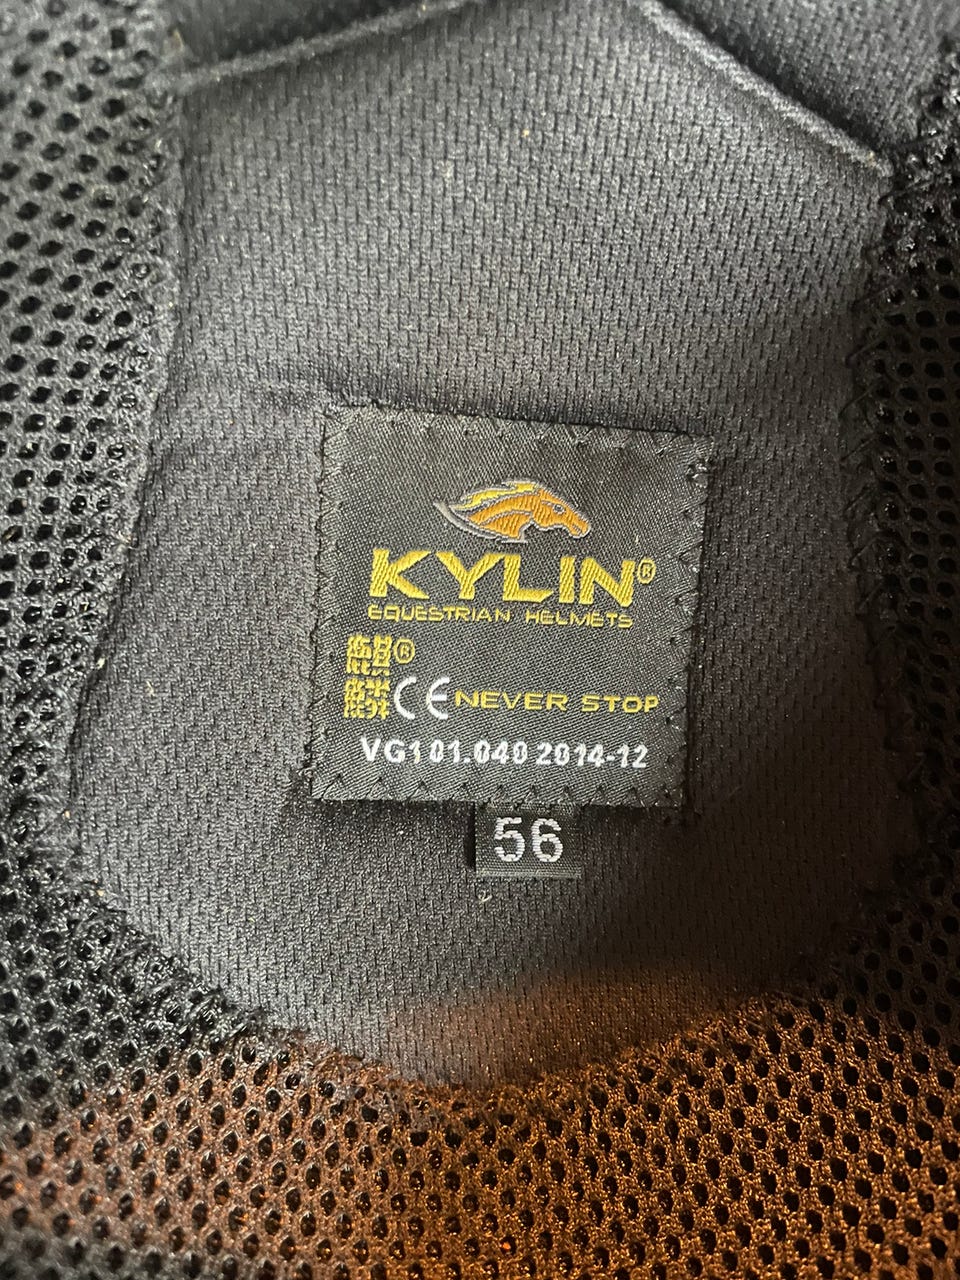 KYLIN®
EQUESTRIAN HELMETS
®
CE NEVER STOP
VG1 01.040 2014-12
56